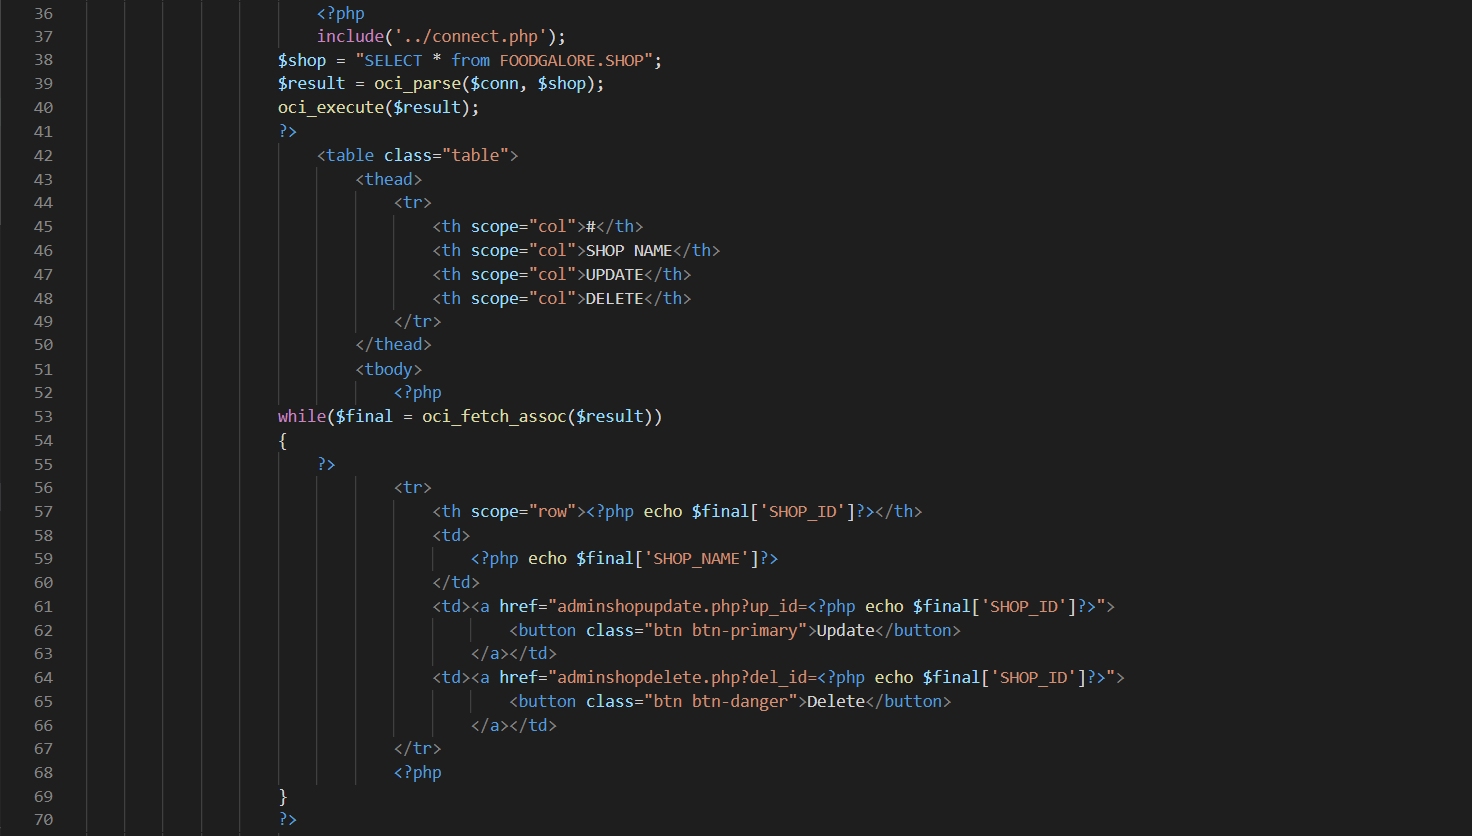 36 <?php
37 include('../connect.php');
38 $shop = "SELECT * from FOODGALORE.SHOP";
39 $result = oci_parse($conn, $shop);
40 oci_execute($result);
41 ?>
42 <table class="table">
43 <thead>
44 <tr>
45 <th scope="col">#</th>
46 <th scope="col">SHOP NAME</th>
47 <th scope="col">UPDATE</th>
48 <th scope="col">DELETE</th>
49 </tr>
50 </thead>
51 <tbody>
52 <?php
53 while($final = oci_fetch_assoc($result))
54 {
55 ?>
56 <tr>
57 <th scope="row"><?php echo $final['SHOP_ID']?></th>
58 <td>
59 <?php echo $final['SHOP_NAME']?>
60 </td>
61 <td><a href="adminshopupdate.php?up_id=<?php echo $final['SHOP_ID']?>">
62 <button class="btn btn-primary">Update</button>
63 </a></td>
64 <td><a href="adminshopdelete.php?del_id=<?php echo $final['SHOP_ID']?>">
65 <button class="btn btn-danger">Delete</button>
66 </a></td>
67 </tr>
68 <?php
69 }
70 ?>